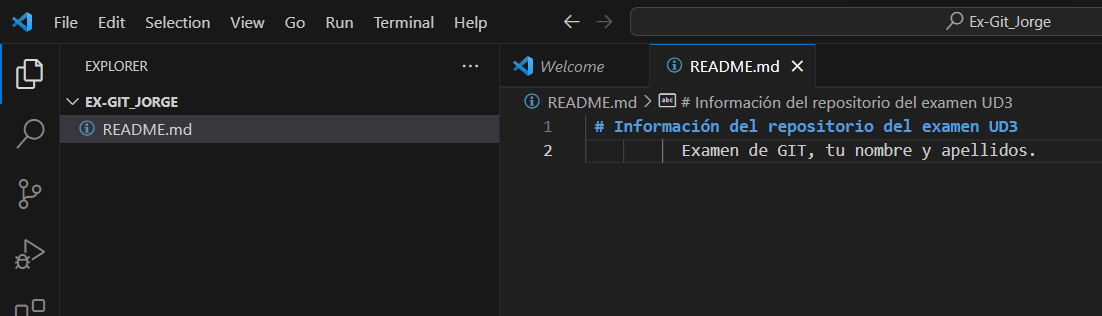 File Edit Selection View Go Run Terminal Help
Ex-Git_Jorge
EXPLORER
EX-GIT_JORGE
README.md
Welcome
README.md
README.md > # Información del repositorio del examen UD3
1 # Información del repositorio del examen UD3
2 Examen de GIT, tu nombre y apellidos.